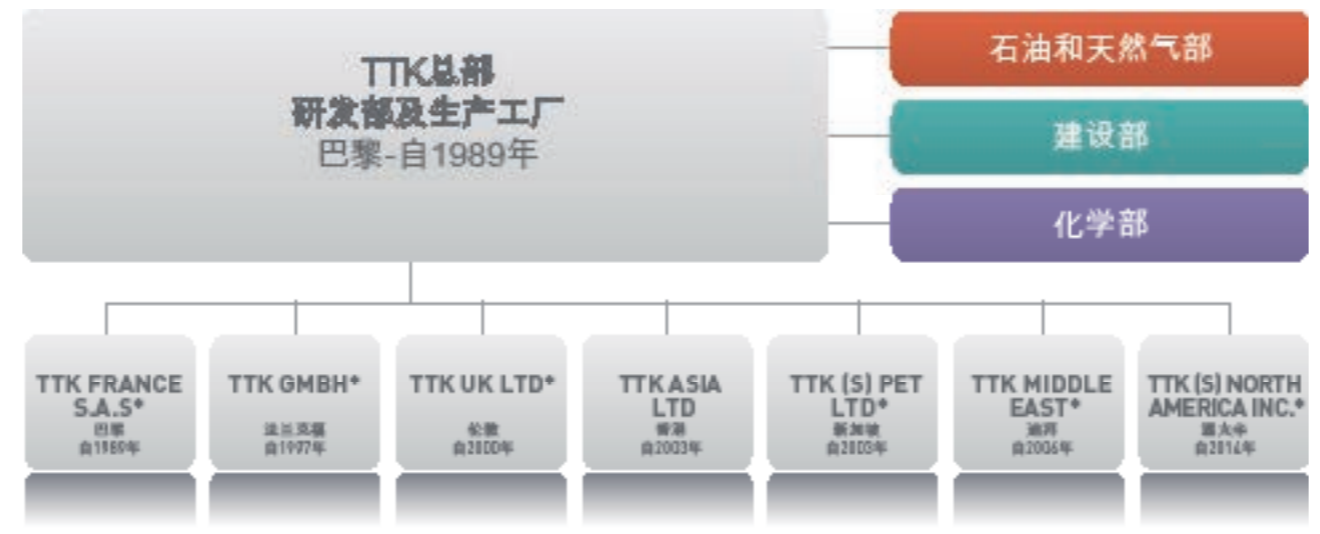 TTK总部
研发部及生产工厂
巴黎-自1989年
石油和天然气部
建设部
化学部
TTK FRANCE
S.A.S*
巴黎
自1989年
TTK GMBH*
法兰克福
自1997年
TTK UK LTD*
伦敦
自2000年
TTK ASIA
LTD
香港
自2003年
TTK (S) PET
LTD*
新加坡
自2003年
TTK MIDDLE
EAST*
迪拜
自2006年
TTK (S) NORTH
AMERICA INC.*
自2014年